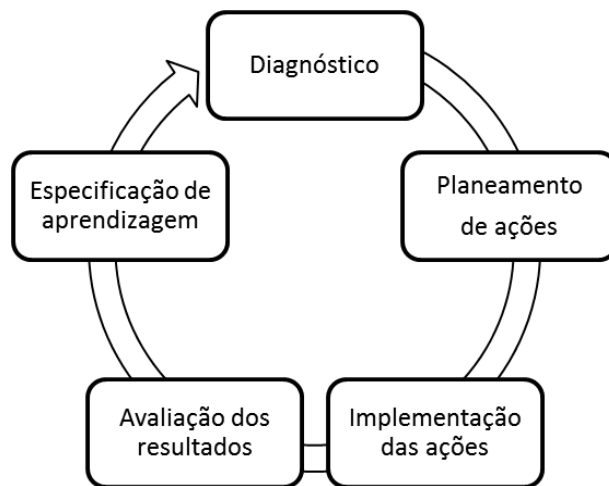 Diagnóstico
Planeamento
de ações
Implementação
das ações
Avaliação dos
resultados
Especificação de
aprendizagem